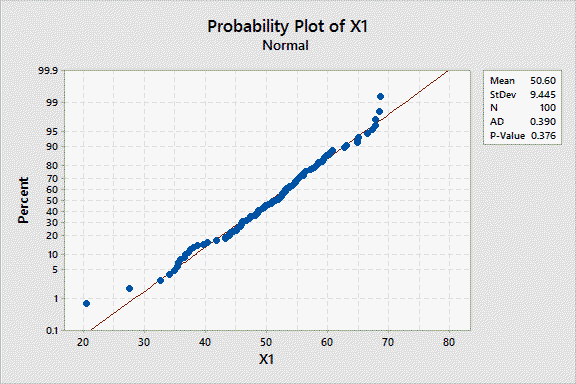 Probability Plot of X1
Normal
99.9
99
95
90
80
70
60
50
40
30
20
10
5
1
0.1
Percent
20 30 40 50 60 70 80
X1
Mean 50.60
StDev 9.445
N 100
AD 0.390
P-Value 0.376